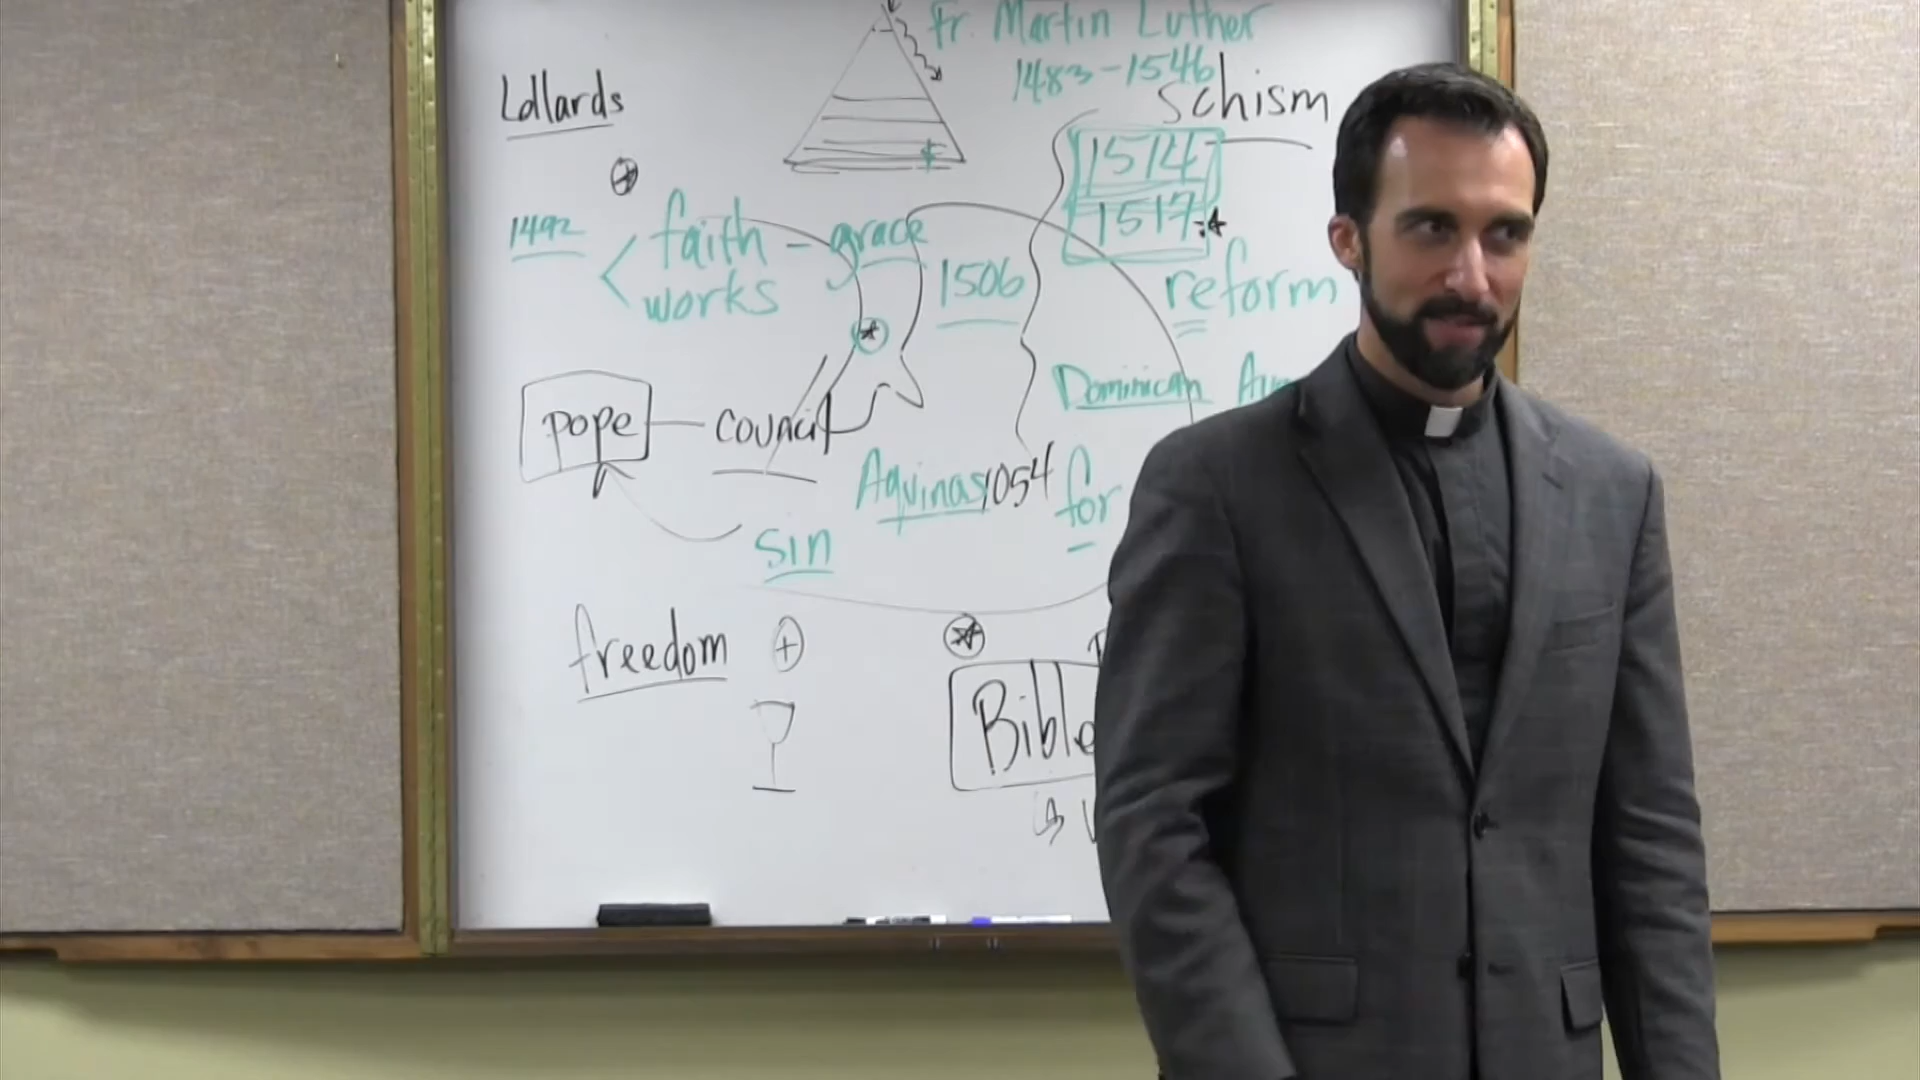 Fr. Martin Luther
1483-1546
Lollards
schism
1514
1517
1492
faith - grace
works
1506
reform
Dominican
pope
council
Aquinas
1054
for
sin
freedom
Bible